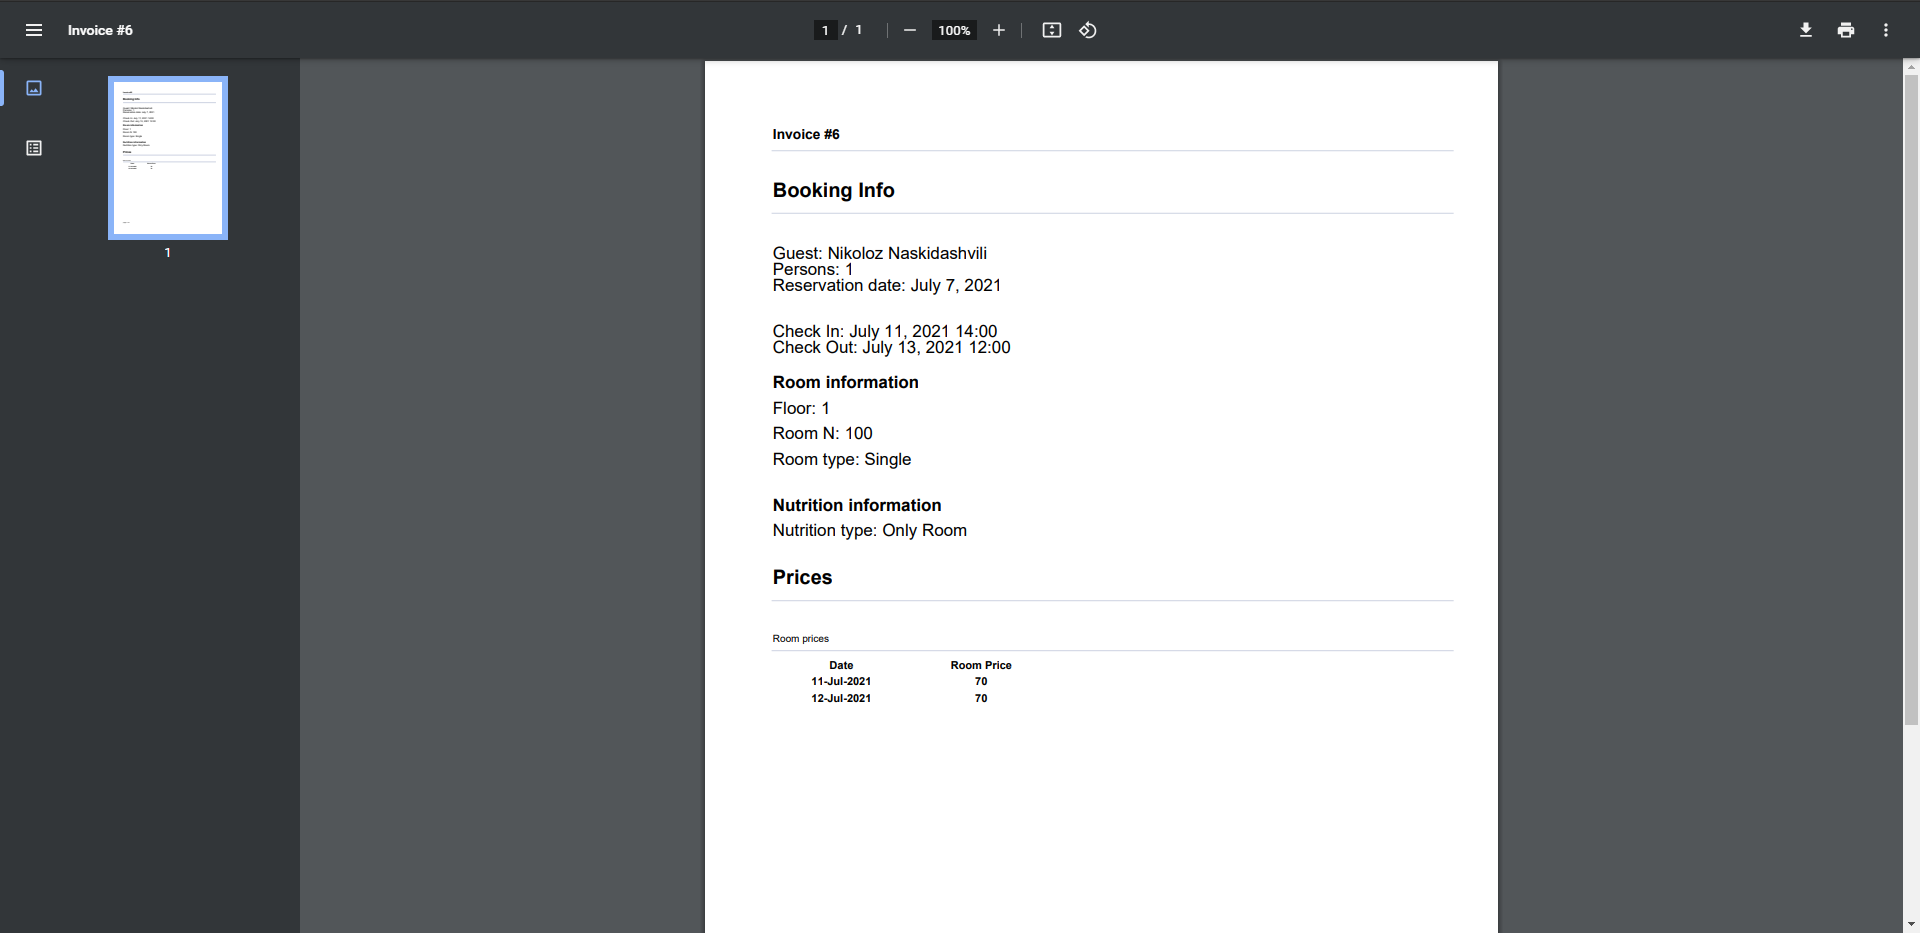 Invoice #6
1 / 1
100%
1
Invoice #6
Booking Info
Guest: Nikoloz Naskidashvili
Persons: 1
Reservation date: July 7, 2021
Check In: July 11, 2021 14:00
Check Out: July 13, 2021 12:00
Room information
Floor: 1
Room N: 100
Room type: Single
Nutrition information
Nutrition type: Only Room
Prices
Room prices
Date Room Price
11-Jul-2021 70
12-Jul-2021 70